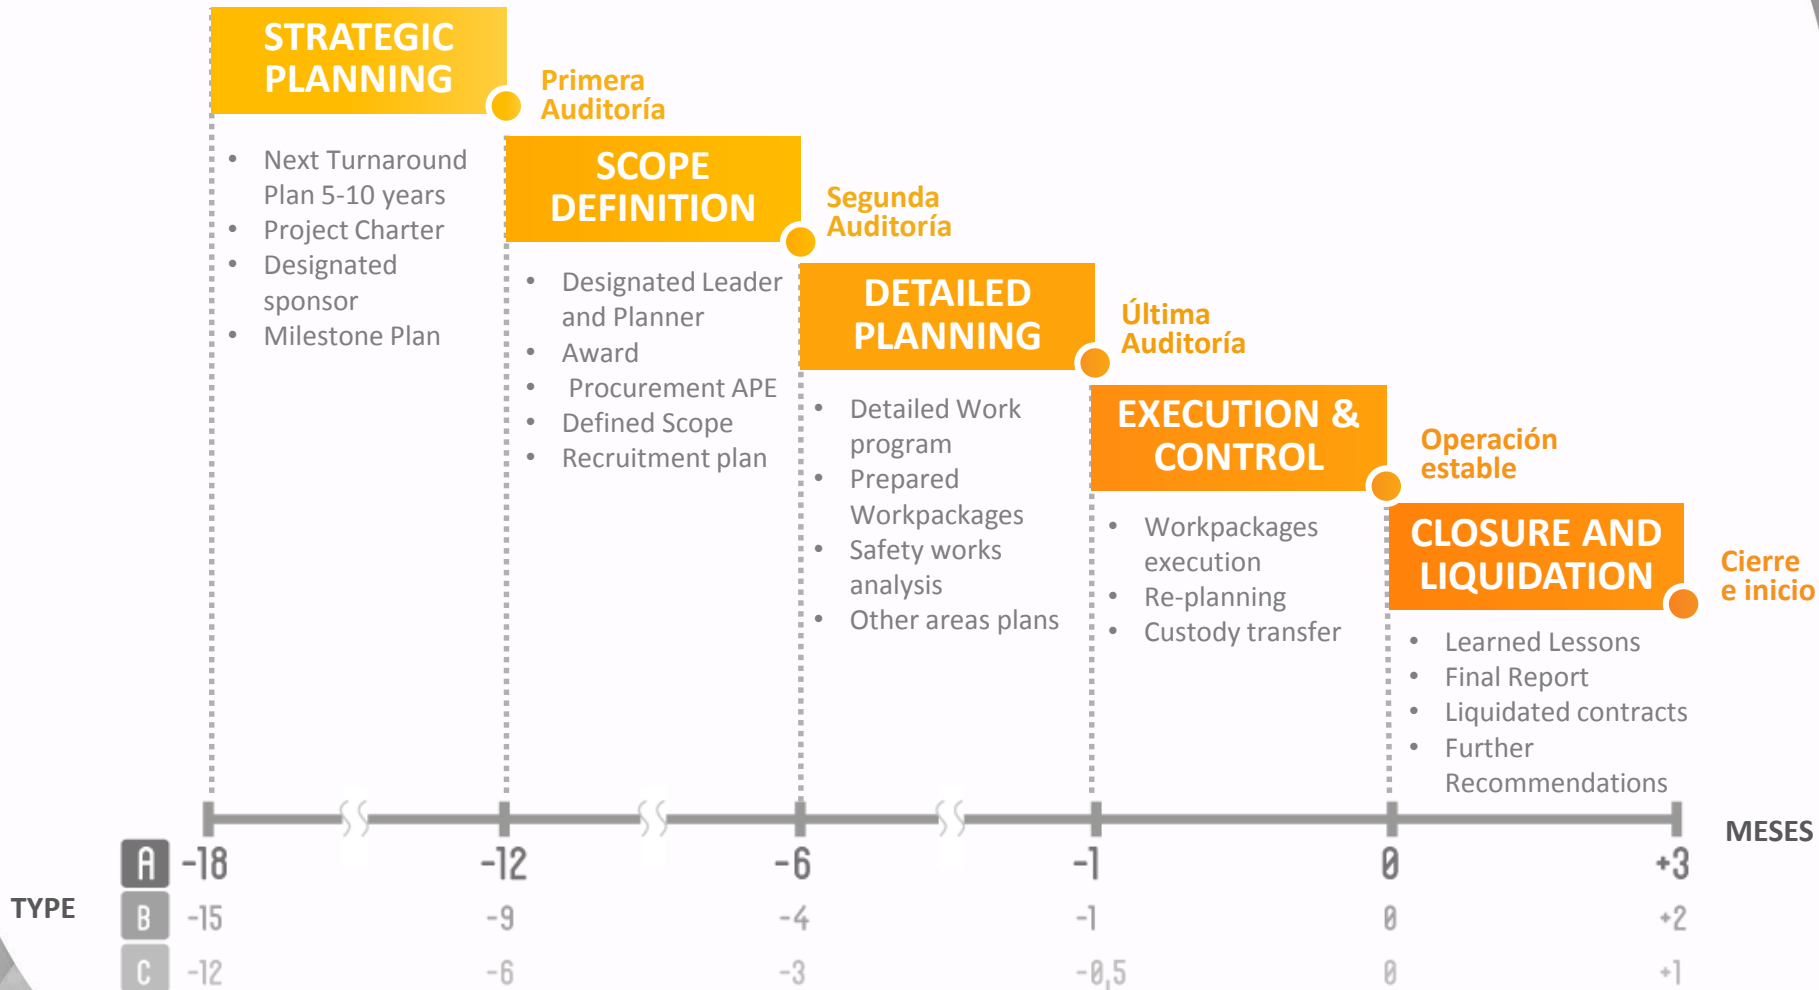 STRATEGIC
PLANNING
Primera
Auditoría
• Next Turnaround
Plan 5-10 years
• Project Charter
• Designated
sponsor
• Milestone Plan
SCOPE
DEFINITION
Segunda
Auditoría
• Designated Leader
and Planner
• Award
• Procurement APE
• Defined Scope
• Recruitment plan
DETAILED
PLANNING
Última
Auditoría
• Detailed Work
program
• Prepared
Workpackages
• Safety works
analysis
• Other areas plans
EXECUTION &
CONTROL
Operación
estable
• Workpackages
execution
• Re-planning
• Custody transfer
CLOSURE AND
LIQUIDATION
Cierre
e inicio
• Learned Lessons
• Final Report
• Liquidated contracts
• Further
Recommendations
MESES
TYPE
A -18 -12 -6 -1 0 +3
B -15 -9 -4 -1 0 +2
C -12 -6 -3 -0,5 0 +1